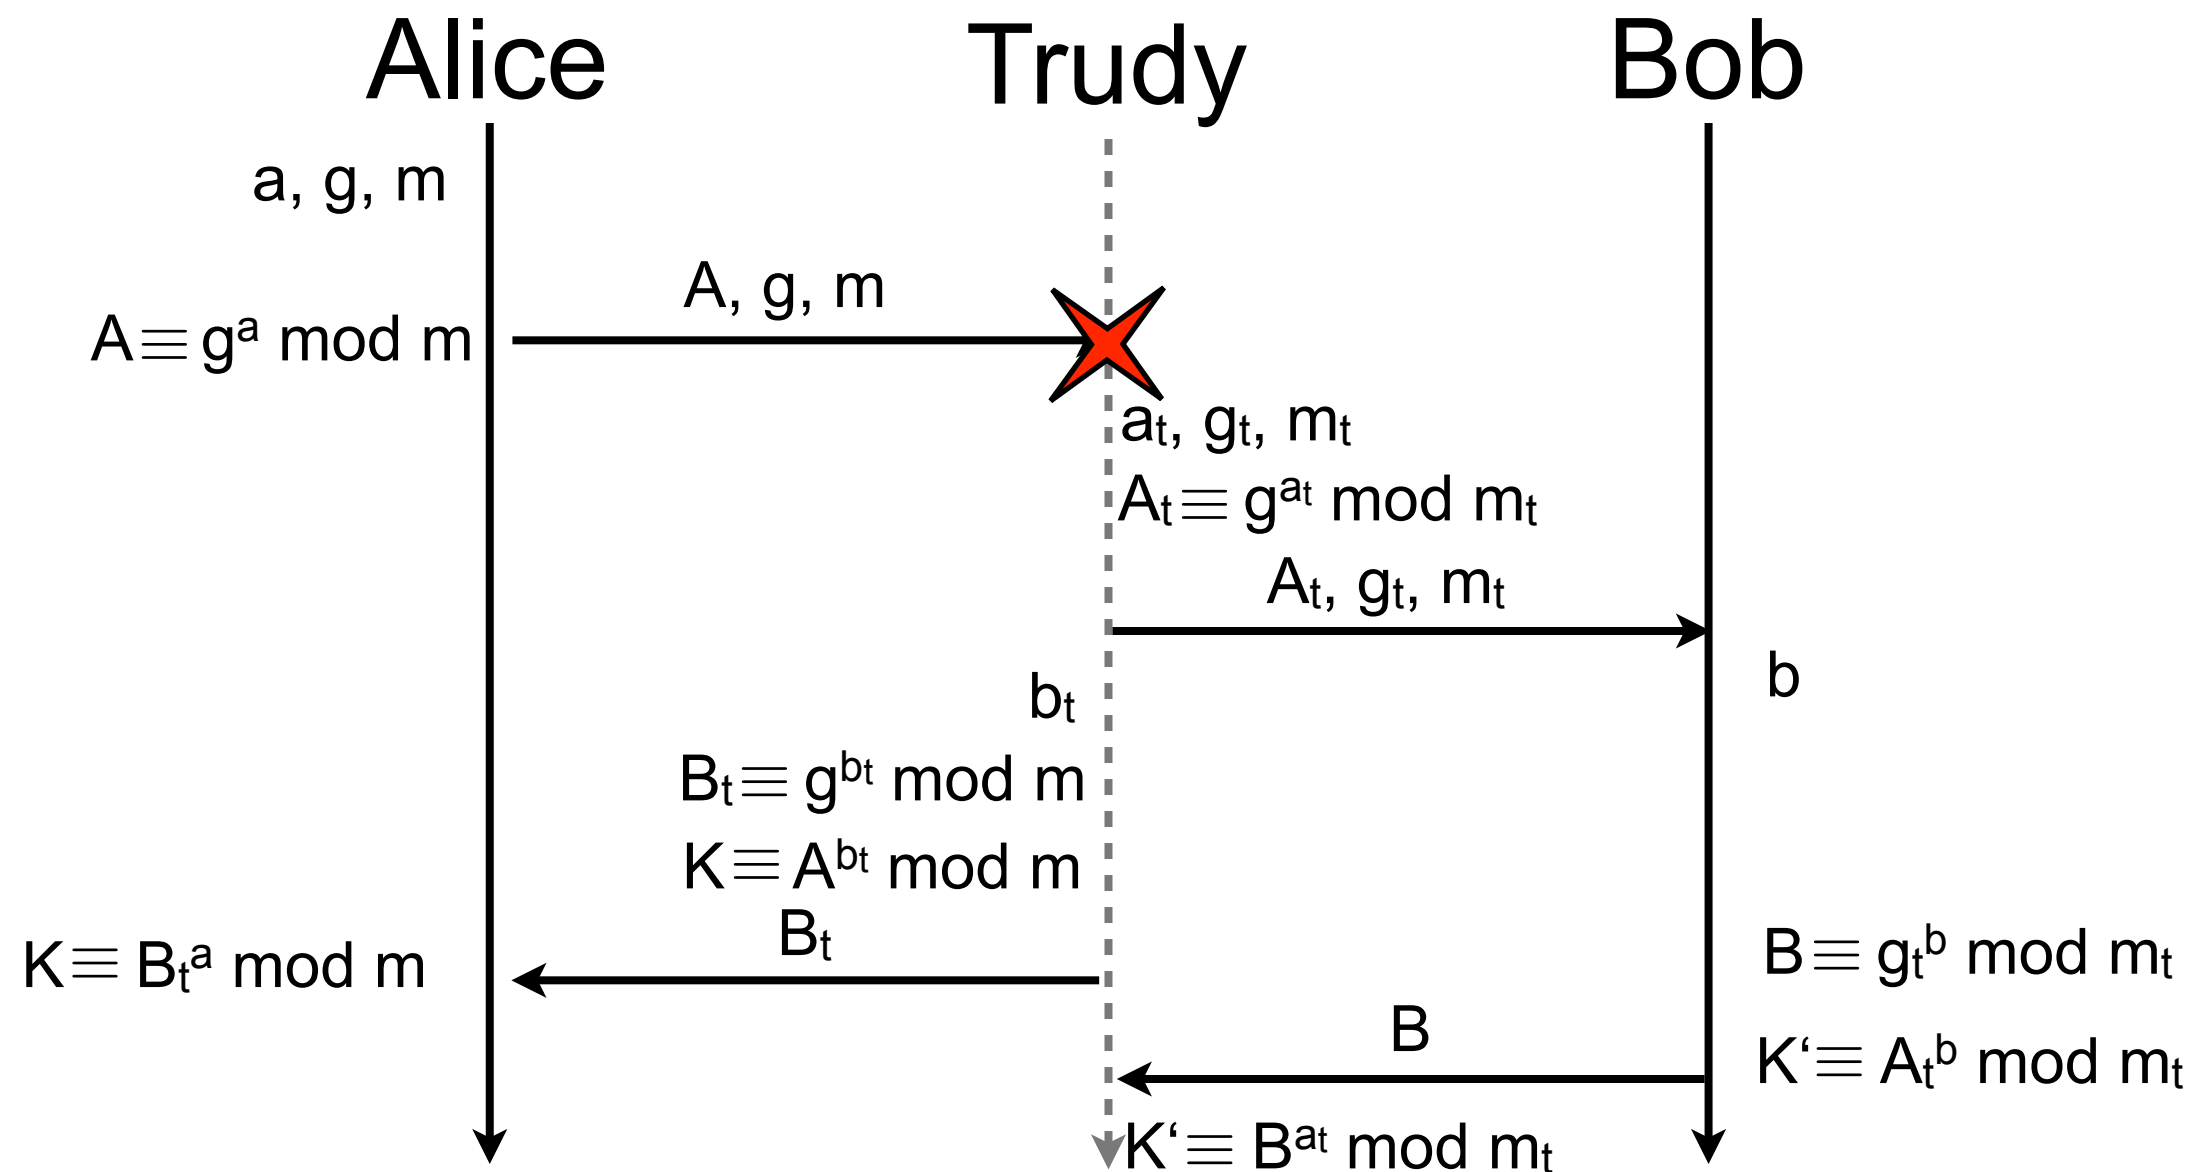 Alice Trudy Bob
a, g, m
A, g, m
A≡ gᵃ mod m
aₜ, gₜ, mₜ
Aₜ≡ gᵃᵗ mod mₜ
Aₜ, gₜ, mₜ
b
bₜ
Bₜ≡ gᵇᵗ mod m
K≡ Aᵇᵗ mod m
Bₜ
K≡ Bₜᵃ mod m
B≡ gₜᵇ mod mₜ
B
K‘≡ Aₜᵇ mod mₜ
K‘≡ Bᵃᵗ mod mₜ